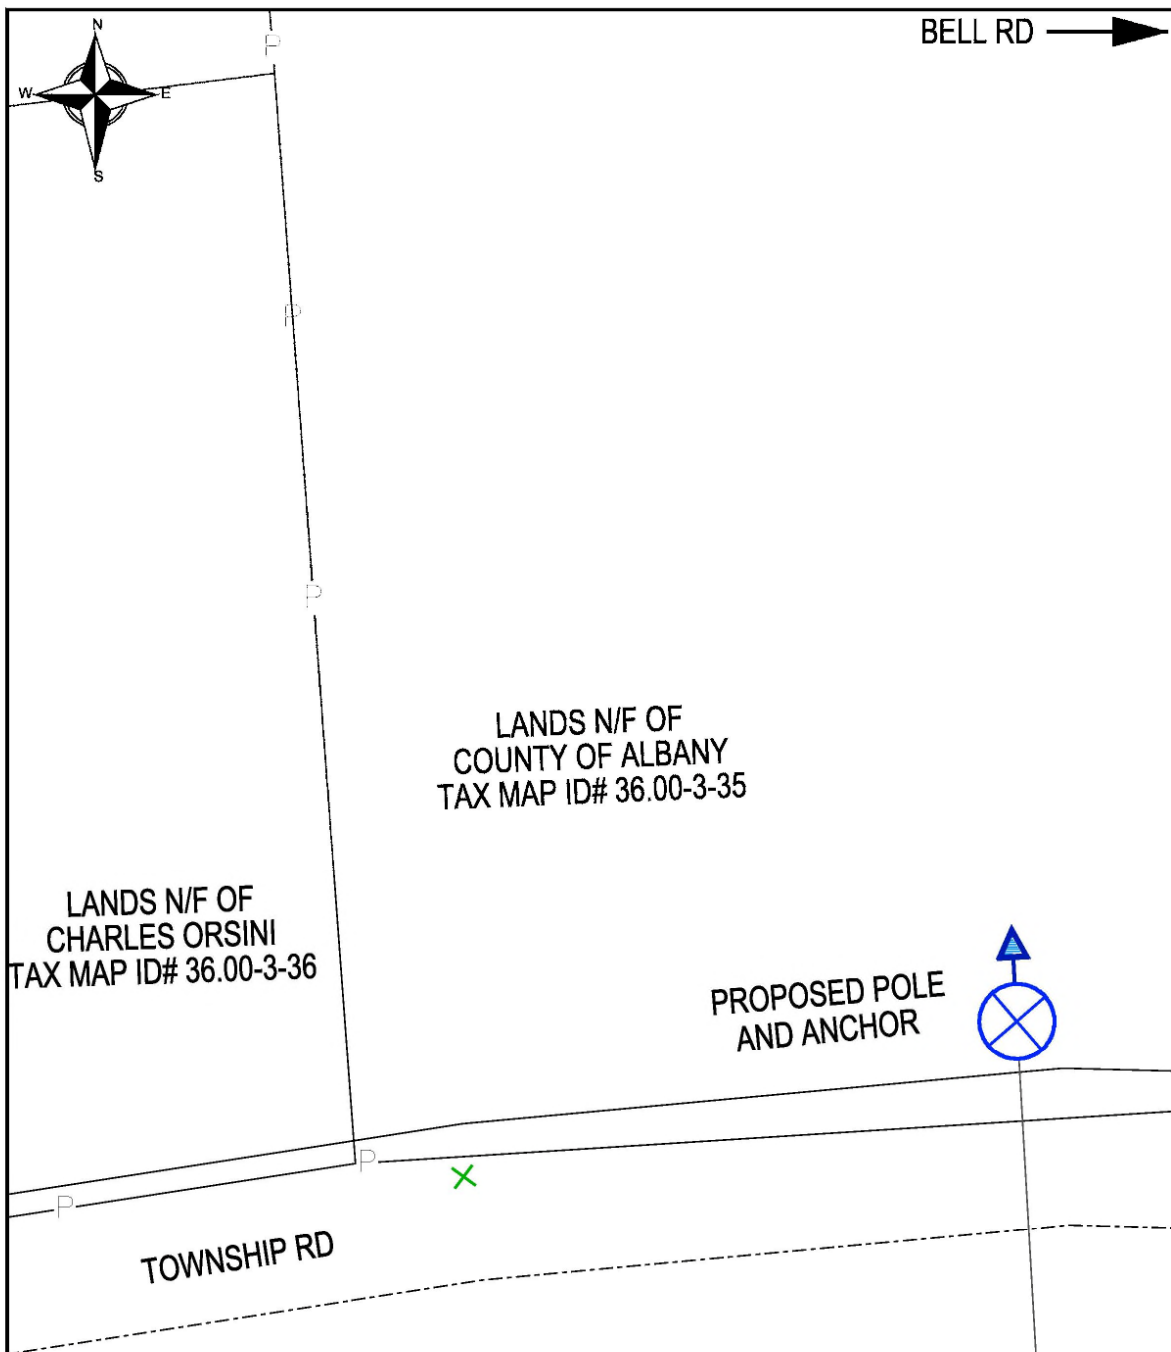 N
BELL RD
W E
S
P
P
P
LANDS N/F OF
COUNTY OF ALBANY
TAX MAP ID# 36.00-3-35
LANDS N/F OF
CHARLES ORSINI
TAX MAP ID# 36.00-3-36
PROPOSED POLE
AND ANCHOR
P
P
TOWNSHIP RD